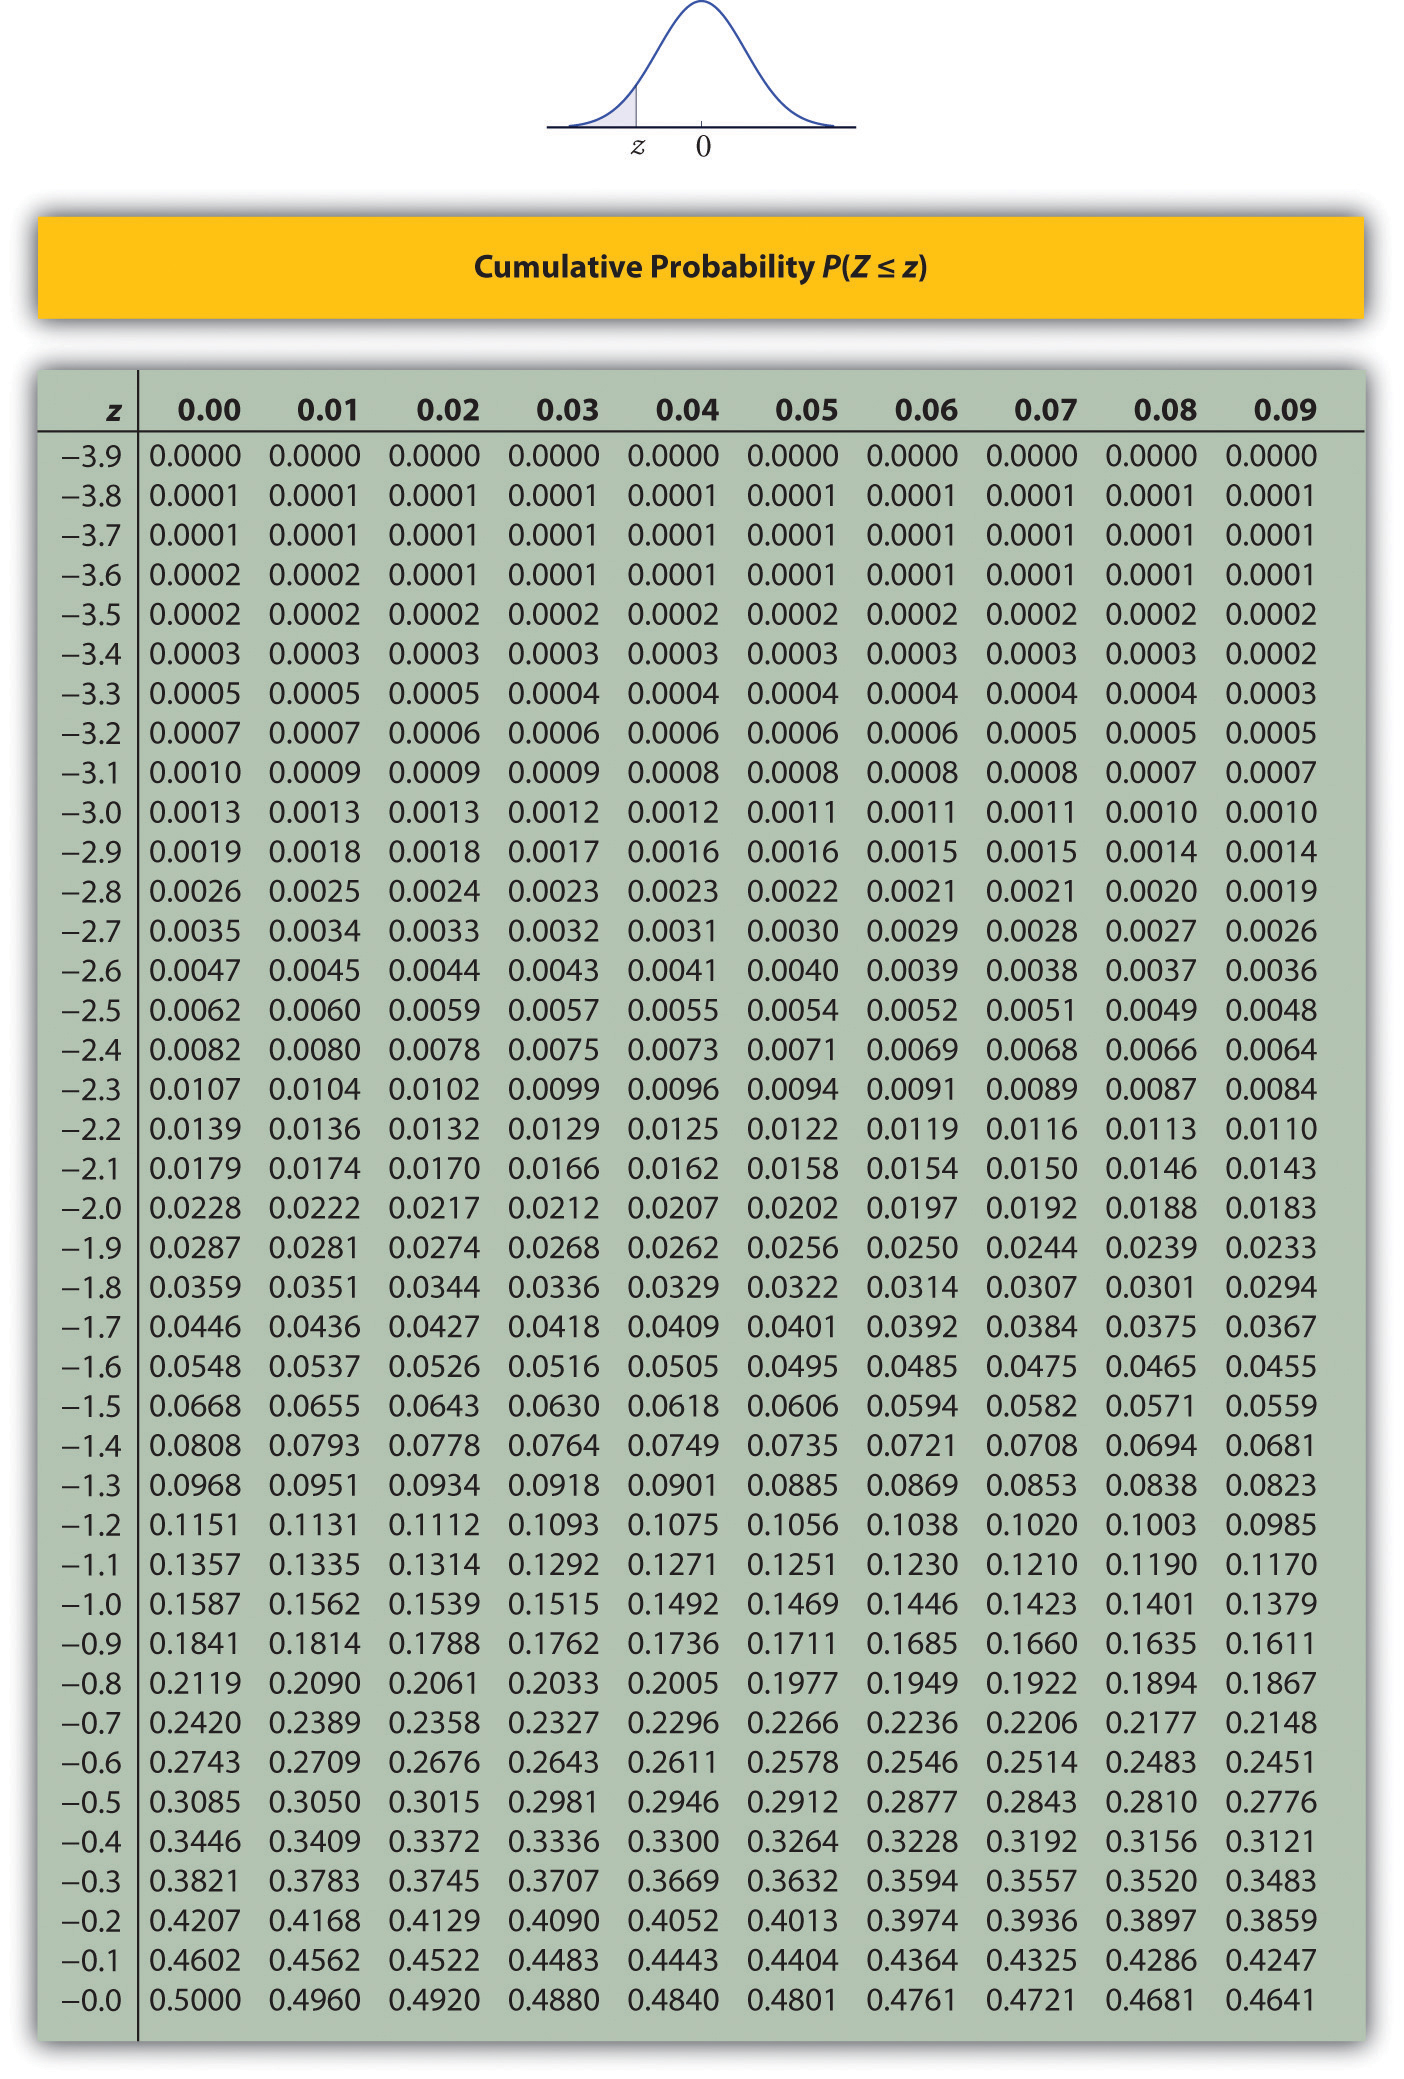 z 0
Cumulative Probability P(Z ≤ z)
z 0.00 0.01 0.02 0.03 0.04 0.05 0.06 0.07 0.08 0.09
−3.9 0.0000 0.0000 0.0000 0.0000 0.0000 0.0000 0.0000 0.0000 0.0000 0.0000
−3.8 0.0001 0.0001 0.0001 0.0001 0.0001 0.0001 0.0001 0.0001 0.0001 0.0001
−3.7 0.0001 0.0001 0.0001 0.0001 0.0001 0.0001 0.0001 0.0001 0.0001 0.0001
−3.6 0.0002 0.0002 0.0001 0.0001 0.0001 0.0001 0.0001 0.0001 0.0001 0.0001
−3.5 0.0002 0.0002 0.0002 0.0002 0.0002 0.0002 0.0002 0.0002 0.0002 0.0002
−3.4 0.0003 0.0003 0.0003 0.0003 0.0003 0.0003 0.0003 0.0003 0.0003 0.0002
−3.3 0.0005 0.0005 0.0005 0.0004 0.0004 0.0004 0.0004 0.0004 0.0004 0.0003
−3.2 0.0007 0.0007 0.0006 0.0006 0.0006 0.0006 0.0006 0.0005 0.0005 0.0005
−3.1 0.0010 0.0009 0.0009 0.0009 0.0008 0.0008 0.0008 0.0008 0.0007 0.0007
−3.0 0.0013 0.0013 0.0013 0.0012 0.0012 0.0011 0.0011 0.0011 0.0010 0.0010
−2.9 0.0019 0.0018 0.0018 0.0017 0.0016 0.0016 0.0015 0.0015 0.0014 0.0014
−2.8 0.0026 0.0025 0.0024 0.0023 0.0023 0.0022 0.0021 0.0021 0.0020 0.0019
−2.7 0.0035 0.0034 0.0033 0.0032 0.0031 0.0030 0.0029 0.0028 0.0027 0.0026
−2.6 0.0047 0.0045 0.0044 0.0043 0.0041 0.0040 0.0039 0.0038 0.0037 0.0036
−2.5 0.0062 0.0060 0.0059 0.0057 0.0055 0.0054 0.0052 0.0051 0.0049 0.0048
−2.4 0.0082 0.0080 0.0078 0.0075 0.0073 0.0071 0.0069 0.0068 0.0066 0.0064
−2.3 0.0107 0.0104 0.0102 0.0099 0.0096 0.0094 0.0091 0.0089 0.0087 0.0084
−2.2 0.0139 0.0136 0.0132 0.0129 0.0125 0.0122 0.0119 0.0116 0.0113 0.0110
−2.1 0.0179 0.0174 0.0170 0.0166 0.0162 0.0158 0.0154 0.0150 0.0146 0.0143
−2.0 0.0228 0.0222 0.0217 0.0212 0.0207 0.0202 0.0197 0.0192 0.0188 0.0183
−1.9 0.0287 0.0281 0.0274 0.0268 0.0262 0.0256 0.0250 0.0244 0.0239 0.0233
−1.8 0.0359 0.0351 0.0344 0.0336 0.0329 0.0322 0.0314 0.0307 0.0301 0.0294
−1.7 0.0446 0.0436 0.0427 0.0418 0.0409 0.0401 0.0392 0.0384 0.0375 0.0367
−1.6 0.0548 0.0537 0.0526 0.0516 0.0505 0.0495 0.0485 0.0475 0.0465 0.0455
−1.5 0.0668 0.0655 0.0643 0.0630 0.0618 0.0606 0.0594 0.0582 0.0571 0.0559
−1.4 0.0808 0.0793 0.0778 0.0764 0.0749 0.0735 0.0721 0.0708 0.0694 0.0681
−1.3 0.0968 0.0951 0.0934 0.0918 0.0901 0.0885 0.0869 0.0853 0.0838 0.0823
−1.2 0.1151 0.1131 0.1112 0.1093 0.1075 0.1056 0.1038 0.1020 0.1003 0.0985
−1.1 0.1357 0.1335 0.1314 0.1292 0.1271 0.1251 0.1230 0.1210 0.1190 0.1170
−1.0 0.1587 0.1562 0.1539 0.1515 0.1492 0.1469 0.1446 0.1423 0.1401 0.1379
−0.9 0.1841 0.1814 0.1788 0.1762 0.1736 0.1711 0.1685 0.1660 0.1635 0.1611
−0.8 0.2119 0.2090 0.2061 0.2033 0.2005 0.1977 0.1949 0.1922 0.1894 0.1867
−0.7 0.2420 0.2389 0.2358 0.2327 0.2296 0.2266 0.2236 0.2206 0.2177 0.2148
−0.6 0.2743 0.2709 0.2676 0.2643 0.2611 0.2578 0.2546 0.2514 0.2483 0.2451
−0.5 0.3085 0.3050 0.3015 0.2981 0.2946 0.2912 0.2877 0.2843 0.2810 0.2776
−0.4 0.3446 0.3409 0.3372 0.3336 0.3300 0.3264 0.3228 0.3192 0.3156 0.3121
−0.3 0.3821 0.3783 0.3745 0.3707 0.3669 0.3632 0.3594 0.3557 0.3520 0.3483
−0.2 0.4207 0.4168 0.4129 0.4090 0.4052 0.4013 0.3974 0.3936 0.3897 0.3859
−0.1 0.4602 0.4562 0.4522 0.4483 0.4443 0.4404 0.4364 0.4325 0.4286 0.4247
−0.0 0.5000 0.4960 0.4920 0.4880 0.4840 0.4801 0.4761 0.4721 0.4681 0.4641